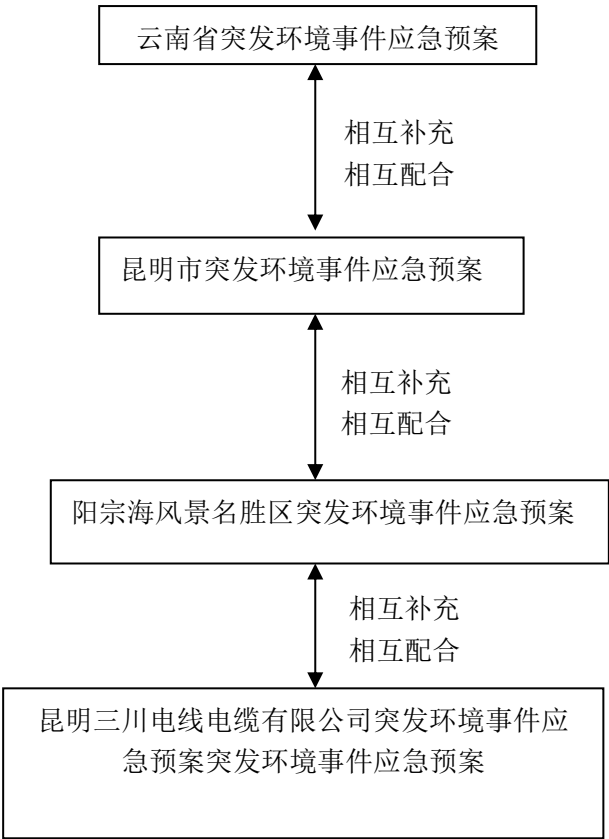 云南省突发环境事件应急预案
相互补充
相互配合
昆明市突发环境事件应急预案
相互补充
相互配合
阳宗海风景名胜区突发环境事件应急预案
相互补充
相互配合
昆明三川电线电缆有限公司突发环境事件应
急预案突发环境事件应急预案